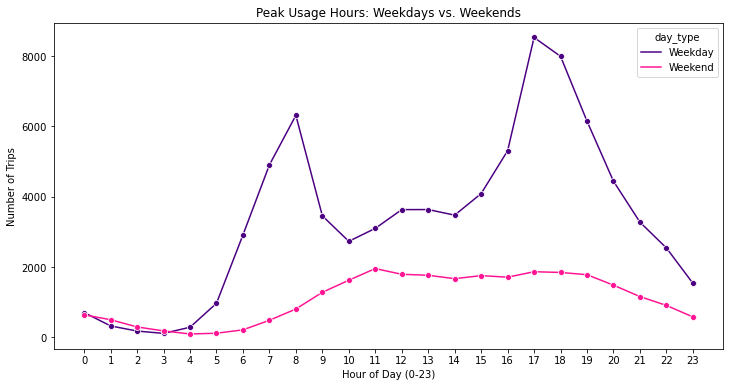 Peak Usage Hours: Weekdays vs. Weekends
day_type
Weekday
Weekend
Number of Trips
8000
6000
4000
2000
0
0 1 2 3 4 5 6 7 8 9 10 11 12 13 14 15 16 17 18 19 20 21 22 23
Hour of Day (0-23)